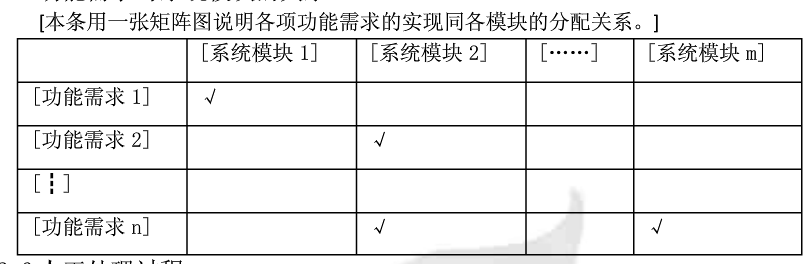 [本条用一张矩阵图说明各项功能需求的实现同各模块的分配关系。]
[系统模块 1] [系统模块 2] [……] [系统模块 m]
[功能需求 1] √
[功能需求 2] √
[┇]
[功能需求 n] √ √